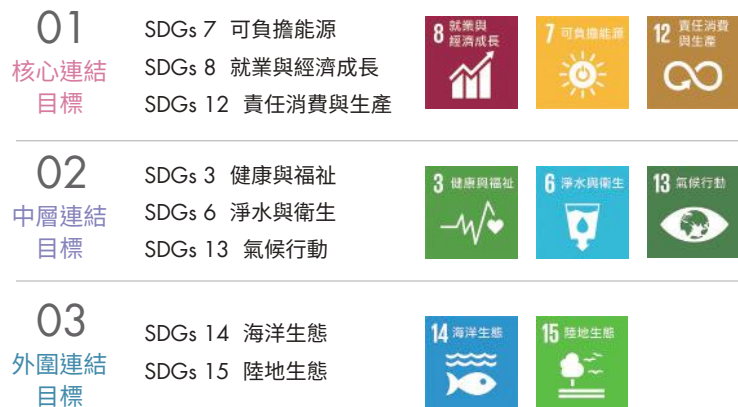 01
核心連結
目標
SDGs 7 可負擔能源
SDGs 8 就業與經濟成長
SDGs 12 責任消費與生產
8 就業與
經濟成長
7 可負擔能源
12 責任消費
與生產
02
中層連結
目標
SDGs 3 健康與福祉
SDGs 6 淨水與衛生
SDGs 13 氣候行動
3 健康與福祉
6 淨水與衛生
13 氣候行動
03
外圍連結
目標
SDGs 14 海洋生態
SDGs 15 陸地生態
14 海洋生態
15 陸地生態